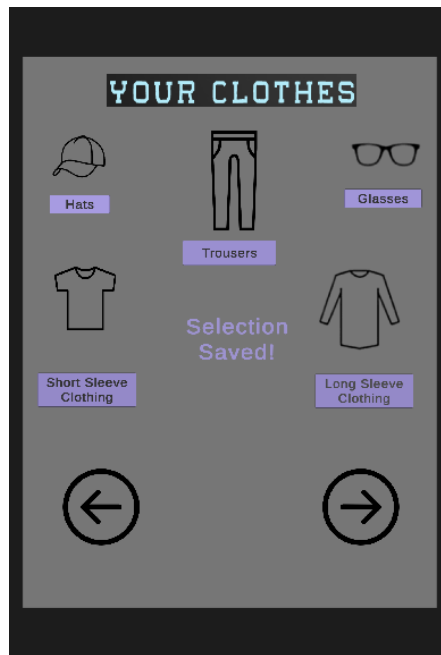 YOUR CLOTHES
Hats
Trousers
Glasses
Selection
Saved!
Short Sleeve
Clothing
Long Sleeve
Clothing